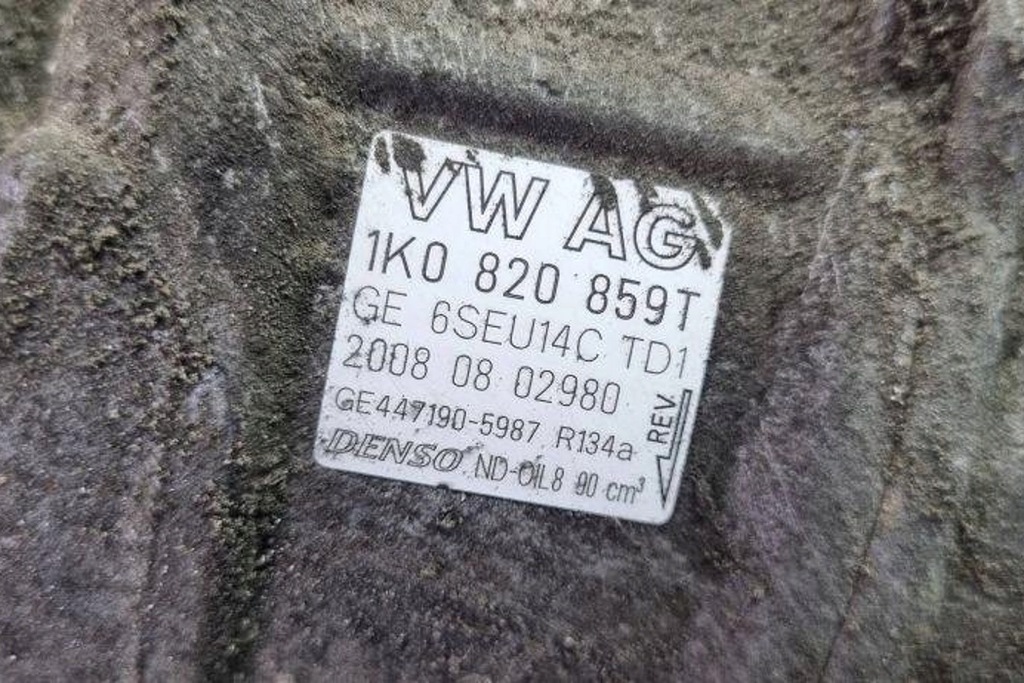 VW AG
1K0 820 859T
GE 6SEU14C TD1
2008 08 02980
GE447190-5987 R134a
DENSO ND-OIL8 90 cm³
REV.